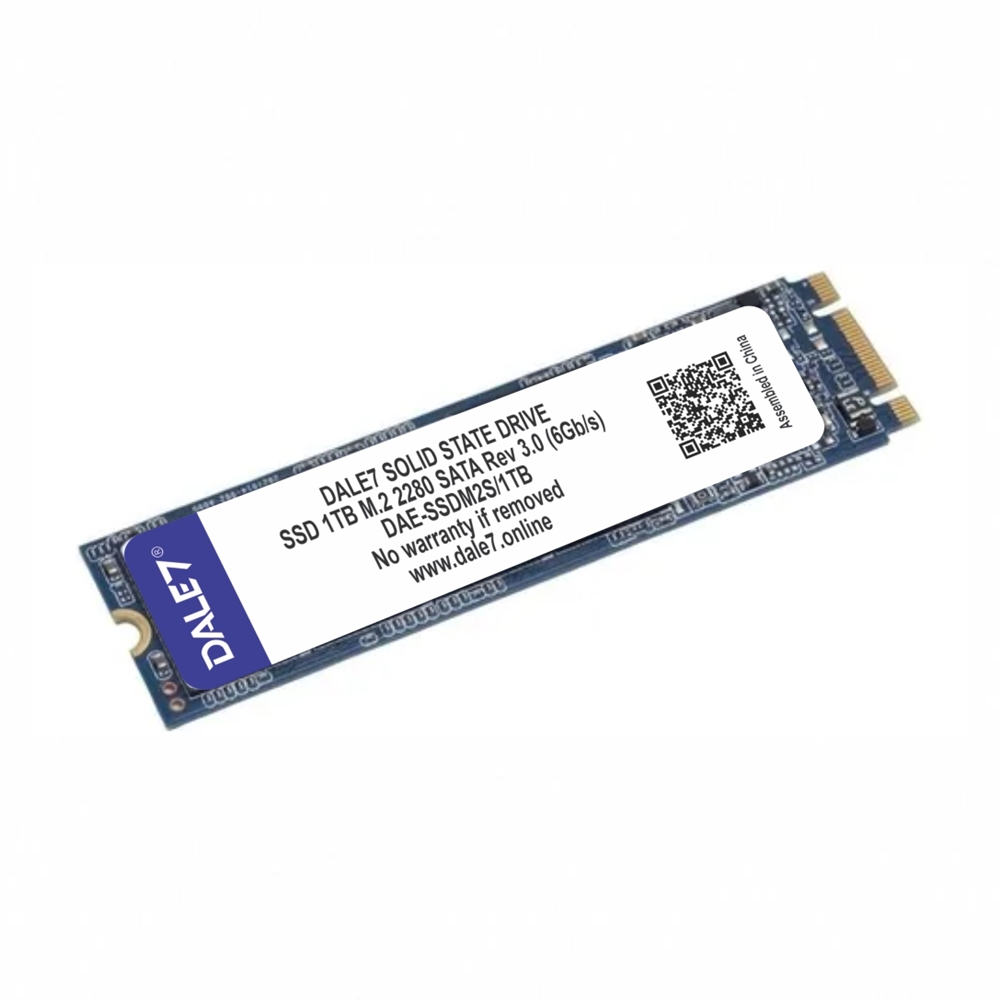 DALE7®
DALE7 SOLID STATE DRIVE
SSD 1TB M.2 2280 SATA Rev 3.0 (6Gb/s)
DAE-SSDM2S/1TB
No warranty if removed
www.dale7.online
Assembled in China